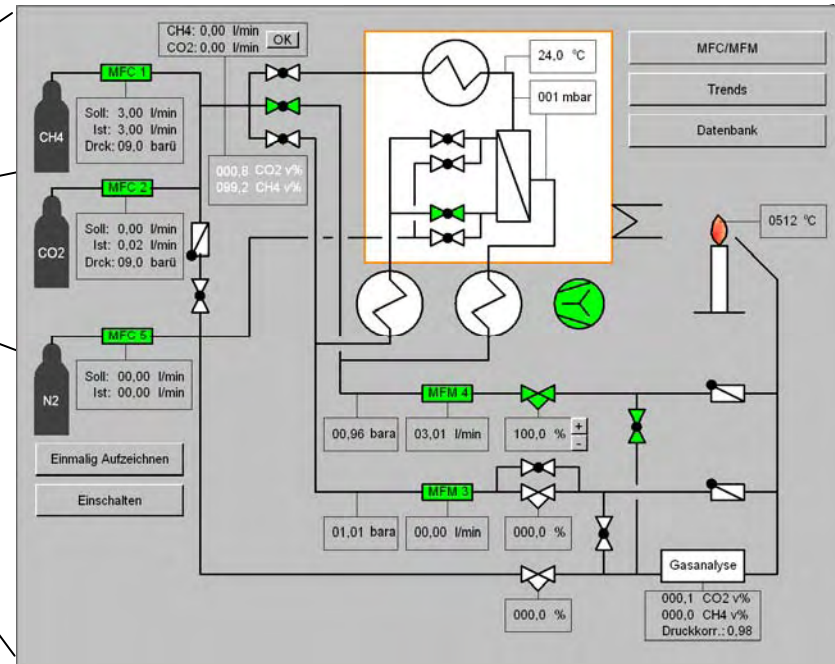 CH4: 0,00 l/min
CO2: 0,00 l/min
OK
MFC 1
Soll: 3,00 l/min
Ist: 3,00 l/min
Drck: 09,0 barü
CH4
24,0 °C
001 mbar
MFC/MFM
Trends
Datenbank
000,8 CO2 v%
099,2 CH4 v%
MFC 2
Soll: 0,00 l/min
Ist: 0,02 l/min
Drck: 09,0 barü
CO2
0512 °C
MFC 5
Soll: 00,00 l/min
Ist: 00,00 l/min
N2
MFM 4
00,96 bara
03,01 l/min
100,0 %
+
-
Einmalig Aufzeichnen
Einschalten
MFM 3
01,01 bara
00,00 l/min
000,0 %
Gasanalyse
000,0 %
000,1 CO2 v%
000,0 CH4 v%
Druckkorr.: 0,98